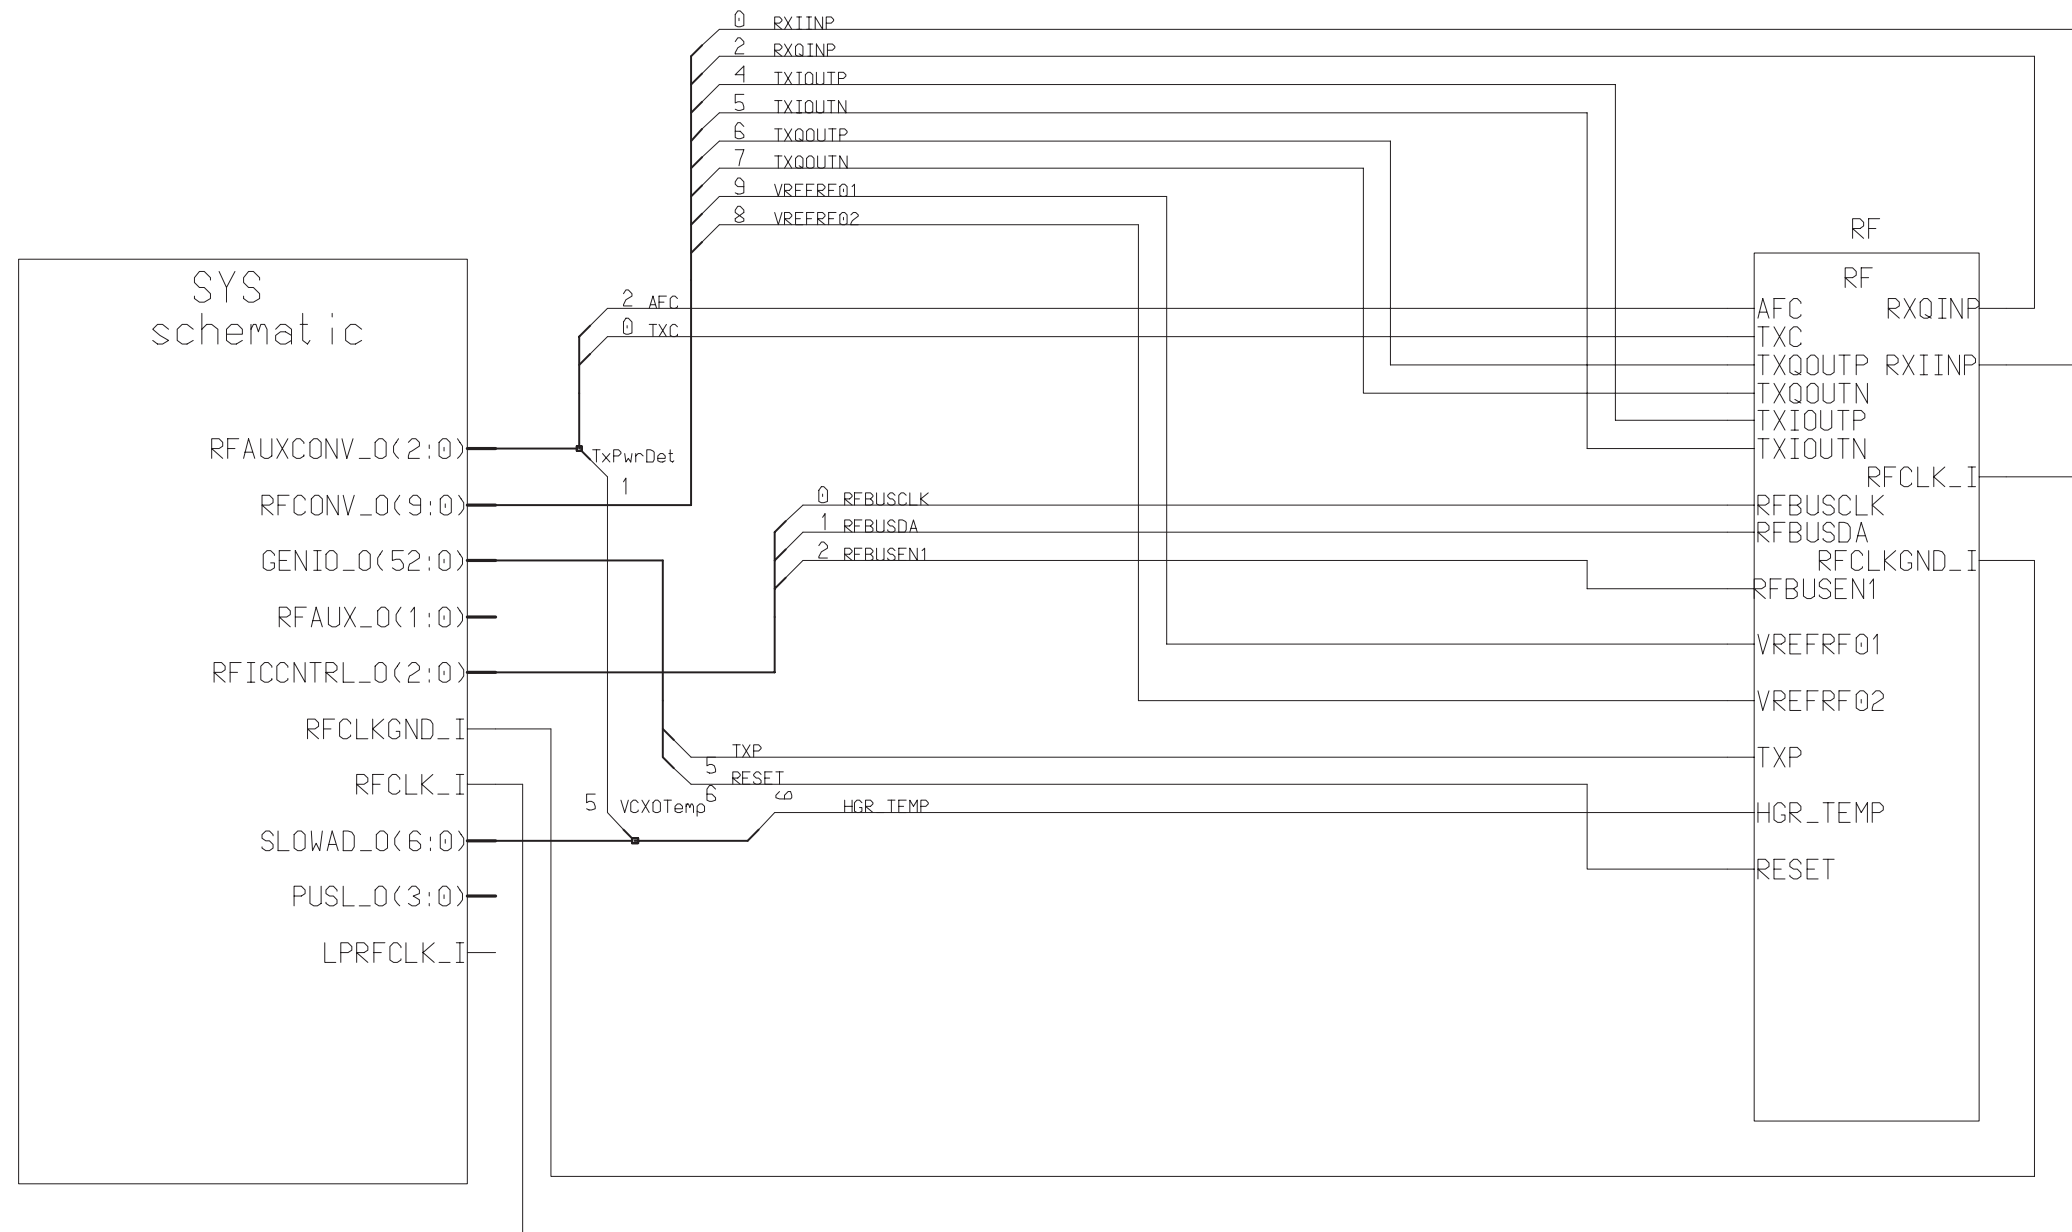 0 RXIINP
2 RXQINP
4 TXIOUTP
5 TXIOUTN
6 TXQOUTP
7 TXQOUTN
9 VREFRF01
8 VREFRF02
RF
SYS
schematic
RF
2 AFC
0 TXC
AFC
RXQINP
TXC
TXQOUTP
RXIINP
TXQOUTN
TXIOUTP
TXIOUTN
RFAUXCONV_O(2:0)
TxPwrDet
1
RFCLK_I
RFCONV_O(9:0)
0 RFBUSCLK
RFBUSCLK
1 RFBUSDA
RFBUSDA
GENIO_O(52:0)
2 RFBUSEN1
RFCLKGND_I
RFBUSEN1
RFAUX_O(1:0)
VREFRF01
RFICCNTRL_O(2:0)
VREFRF02
RFCLKGND_I
TXP
5
TXP
RESET
6
RFCLK_I
5 VCXOTemp
6
HGR_TEMP
HGR_TEMP
SLOWAD_O(6:0)
RESET
PUSL_O(3:0)
LPRFCLK_I